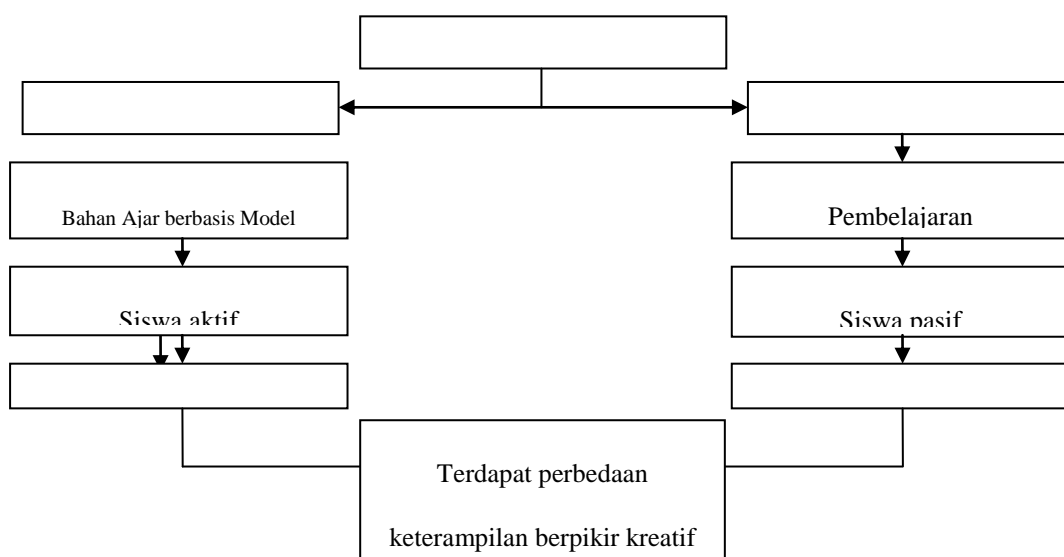 Bahan Ajar berbasis Model
Pembelajaran
Siswa aktif
Siswa pasif
Terdapat perbedaan
keterampilan berpikir kreatif